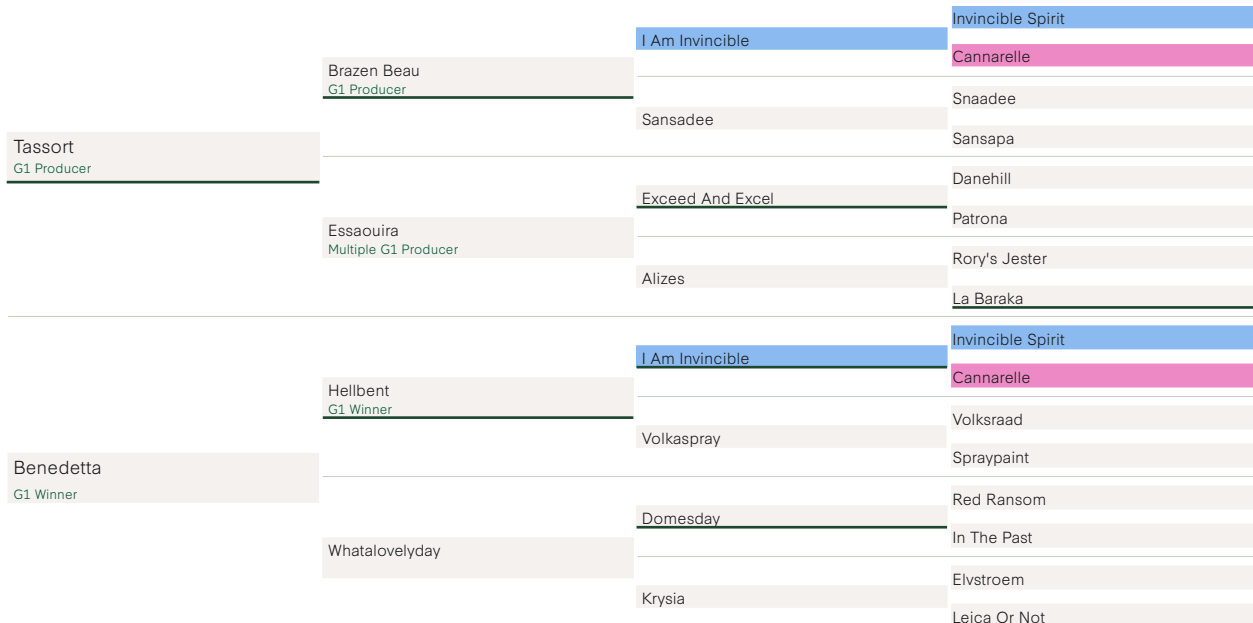 Tassort
G1 Producer
Brazen Beau
G1 Producer
I Am Invincible
Invincible Spirit
Cannarelle
Sansadee
Snaadee
Sansapa
Essaouira
Multiple G1 Producer
Exceed And Excel
Danehill
Patrona
Alizes
Rory's Jester
La Baraka
Benedetta
G1 Winner
Hellbent
G1 Winner
I Am Invincible
Invincible Spirit
Cannarelle
Volkaspray
Volksraad
Spraypaint
Whatalovelyday
Domesday
Red Ransom
In The Past
Krysia
Elvstroem
Leica Or Not